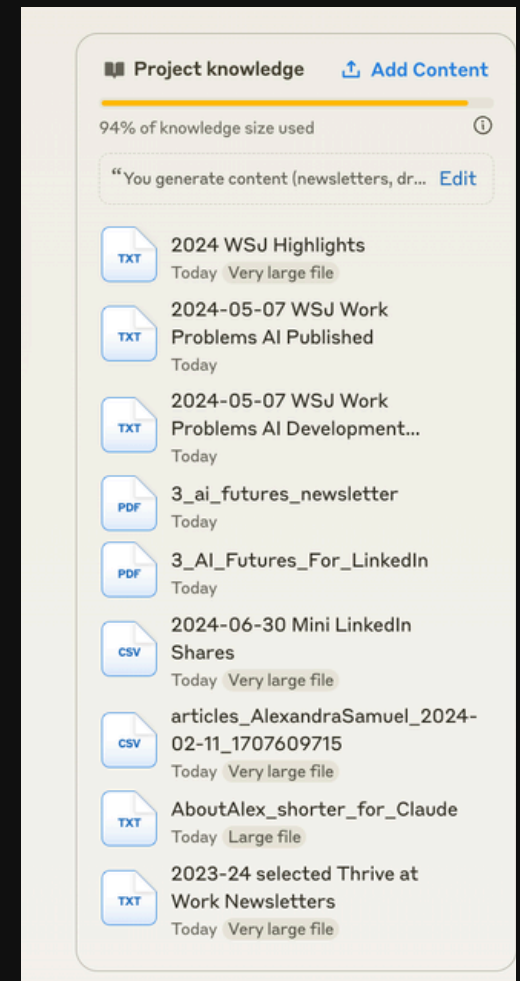 Project knowledge
Add Content
94% of knowledge size used
“You generate content (newsletters, dr... Edit
TXT
2024 WSJ Highlights
Today Very large file
TXT
2024-05-07 WSJ Work
Problems AI Published
Today
TXT
2024-05-07 WSJ Work
Problems AI Development...
Today
PDF
3_ai_futures_newsletter
Today
PDF
3_AI_Futures_For_LinkedIn
Today
CSV
2024-06-30 Mini LinkedIn
Shares
Today Very large file
CSV
articles_AlexandraSamuel_2024-
02-11_1707609715
Today Very large file
TXT
AboutAlex_shorter_for_Claude
Today Large file
TXT
2023-24 selected Thrive at
Work Newsletters
Today Very large file